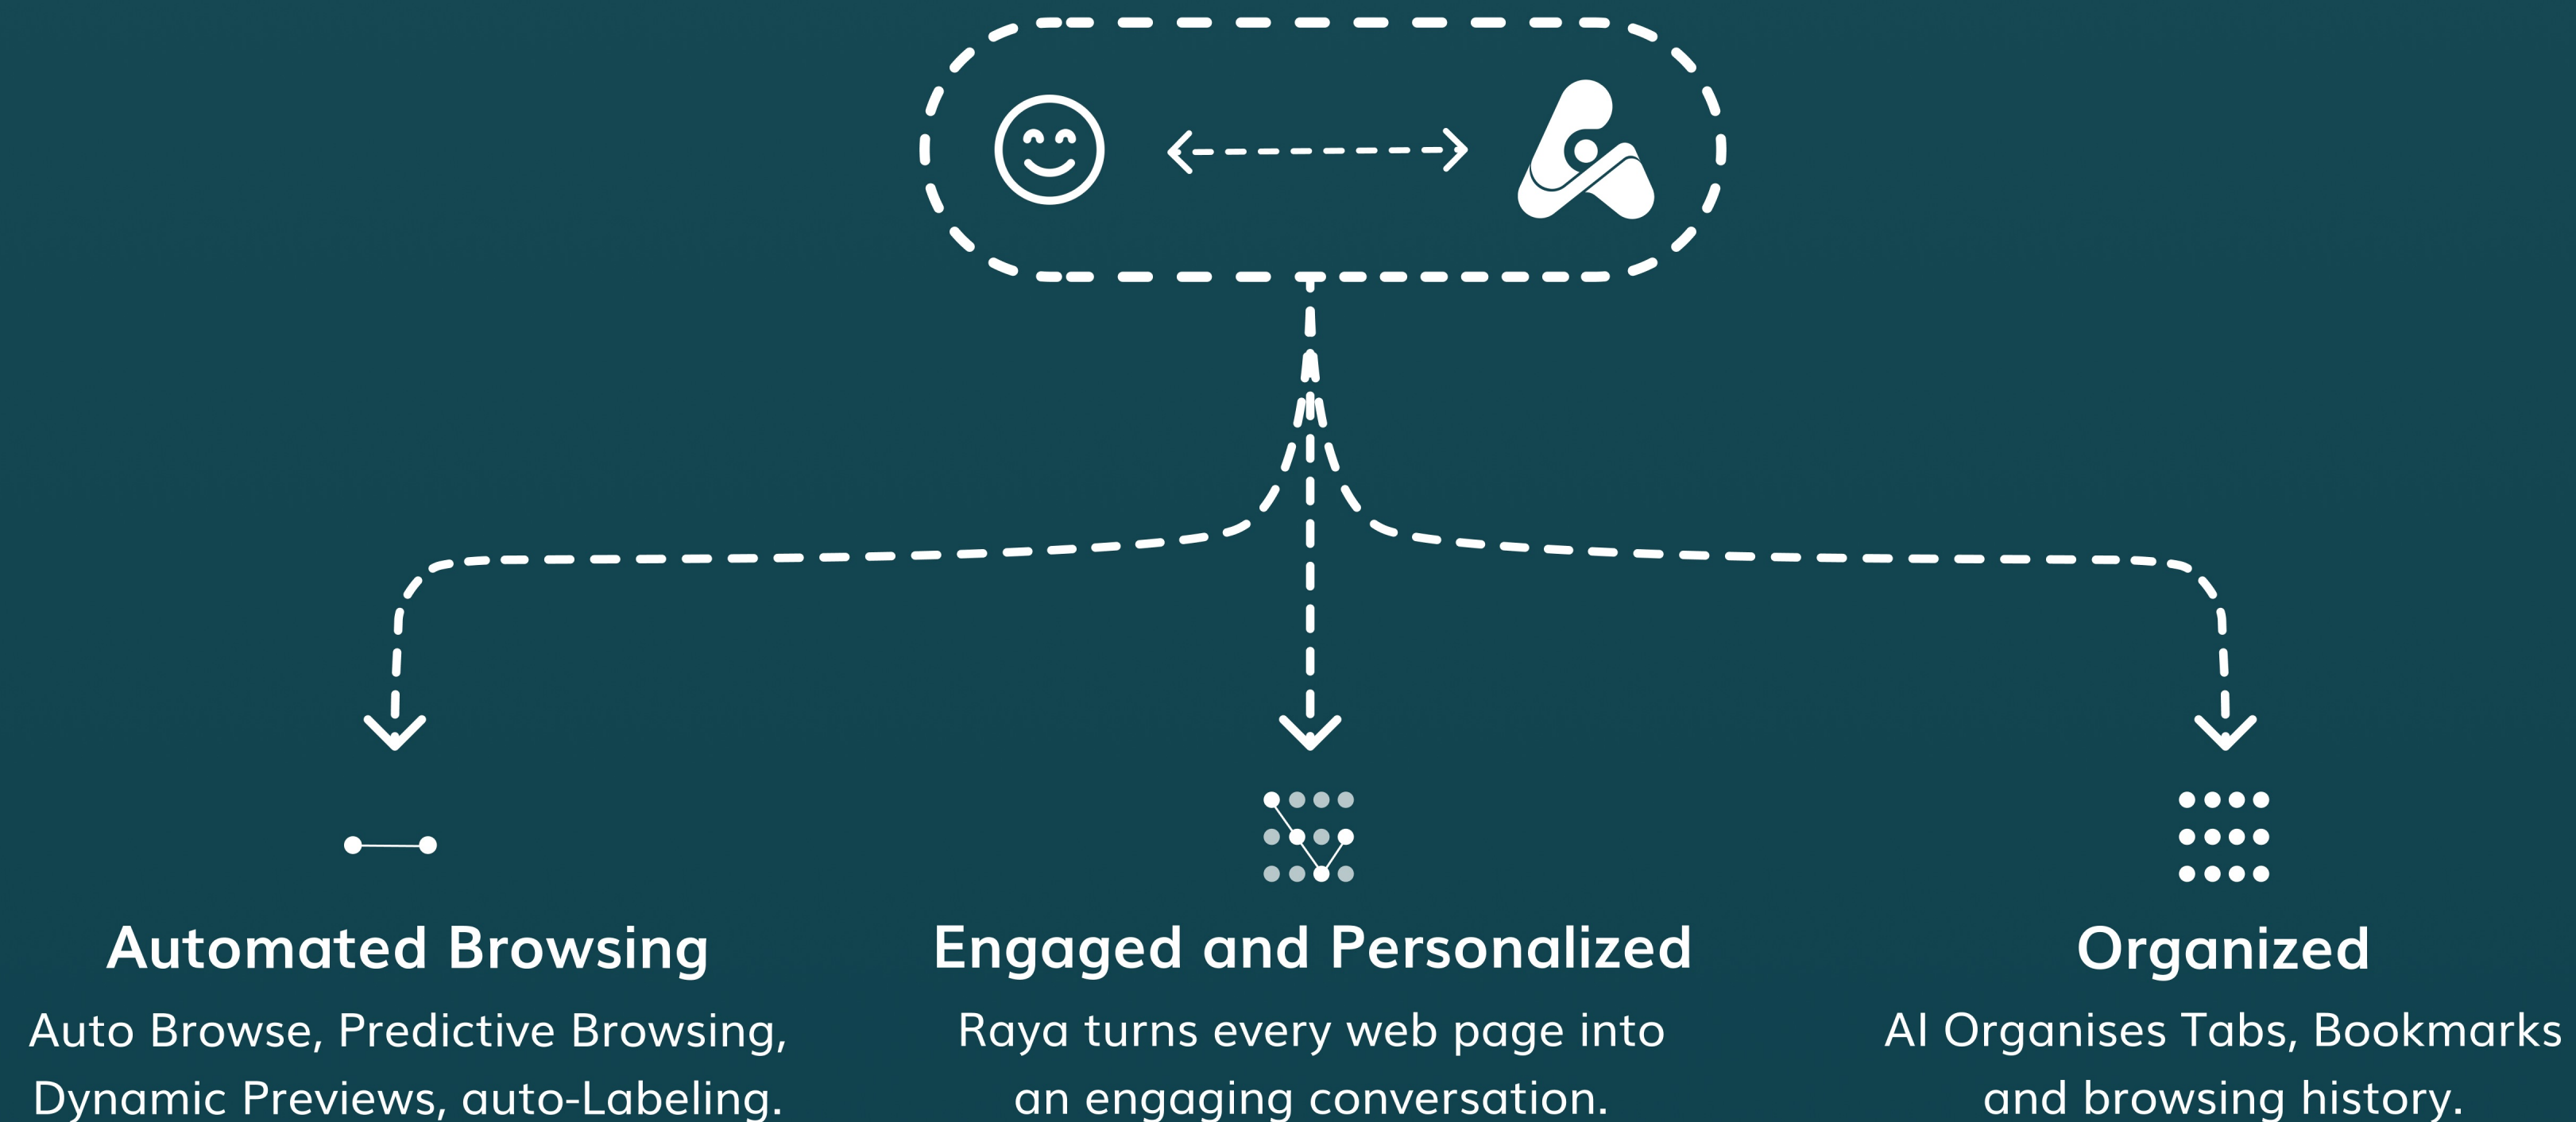 Automated Browsing
Auto Browse, Predictive Browsing,
Dynamic Previews, auto-Labeling.
Engaged and Personalized
Raya turns every web page into
an engaging conversation.
Organized
AI Organises Tabs, Bookmarks
and browsing history.